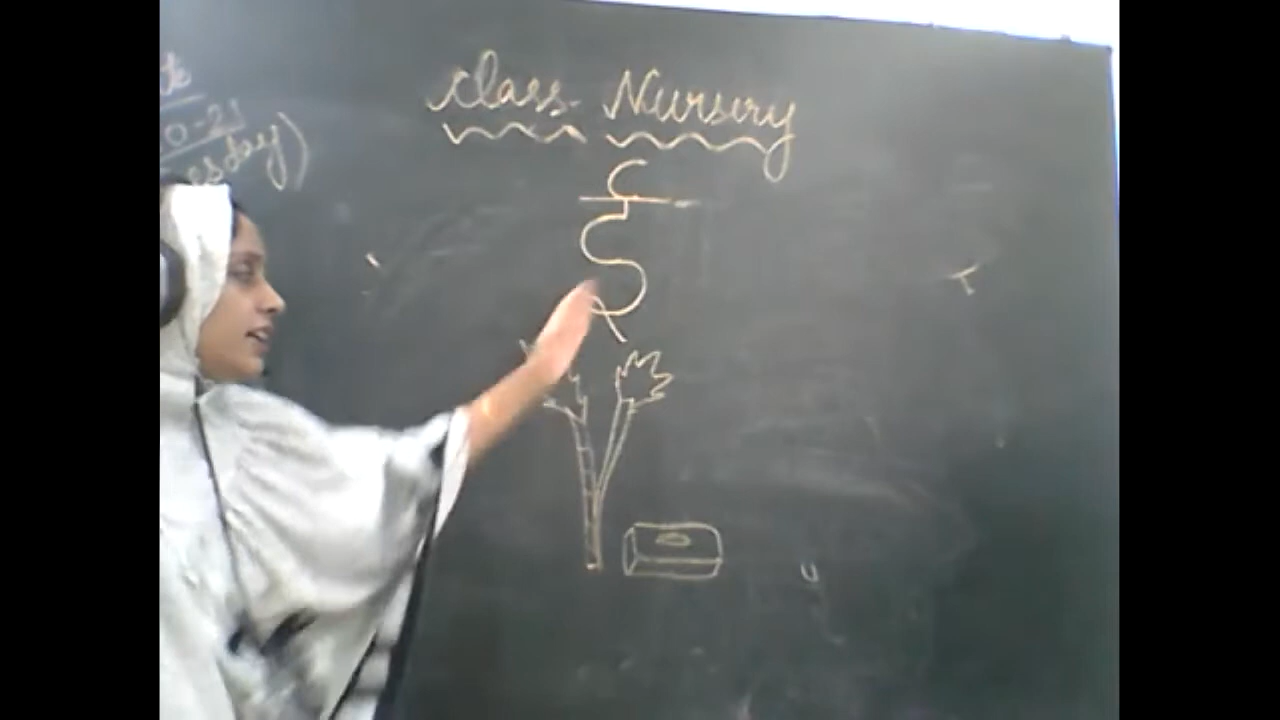 Class- Nursery
0-21
esday)
ई